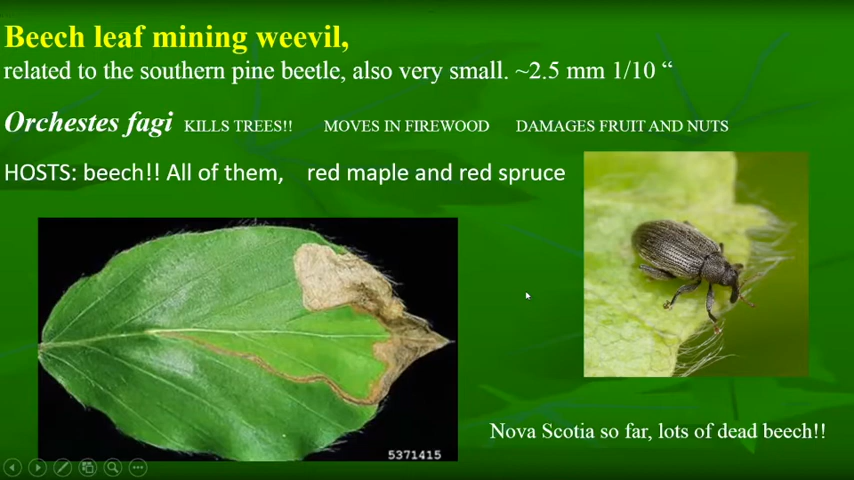 Beech leaf mining weevil,
related to the southern pine beetle, also very small. ~2.5 mm 1/10 “
Orchestes fagi KILLS TREES!! MOVES IN FIREWOOD DAMAGES FRUIT AND NUTS
HOSTS: beech!! All of them, red maple and red spruce
5371415
Nova Scotia so far, lots of dead beech!!